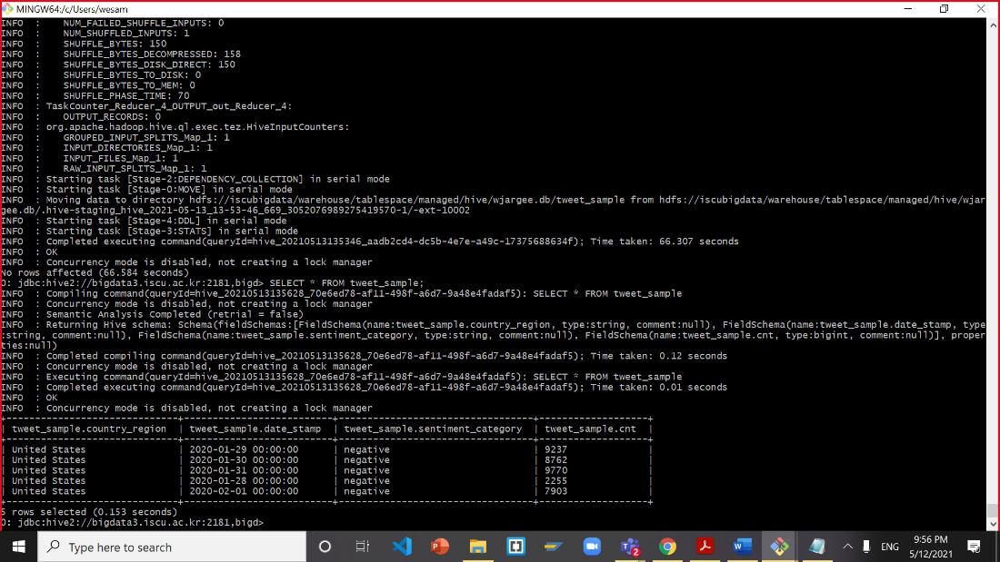 MINGW64:/c/Users/wesam
INFO  :     NUM_FAILED_SHUFFLE_INPUTS: 0
INFO  :     NUM_SHUFFLED_INPUTS: 1
INFO  :     SHUFFLE_BYTES: 150
INFO  :     SHUFFLE_BYTES_DECOMPRESSED: 158
INFO  :     SHUFFLE_BYTES_DISK_DIRECT: 150
INFO  :     SHUFFLE_BYTES_TO_DISK: 0
INFO  :     SHUFFLE_BYTES_TO_MEM: 0
INFO  :     SHUFFLE_PHASE_TIME: 70
INFO  : TaskCounter_Reducer_4_OUTPUT_out_Reducer_4:
INFO  :     OUTPUT_RECORDS: 0
INFO  : org.apache.hadoop.hive.ql.exec.tez.HiveInputCounters:
INFO  :     GROUPED_INPUT_SPLITS_Map_1: 1
INFO  :     INPUT_DIRECTORIES_Map_1: 1
INFO  :     INPUT_FILES_Map_1: 1
INFO  :     RAW_INPUT_SPLITS_Map_1: 1
INFO  : Starting task [Stage-2:DEPENDENCY_COLLECTION] in serial mode
INFO  : Starting task [Stage-0:MOVE] in serial mode
INFO  : Moving data to directory hdfs://iscubigdata/warehouse/tablespace/managed/hive/wjargee.db/tweet_sample from hdfs://iscubigdata/warehouse/tablespace/managed/hive/wjar
gee.db/.hive-staging_hive_2021-05-13_13-53-46_669_3052076989275419570-1/-ext-10002
INFO  : Starting task [Stage-4:DDL] in serial mode
INFO  : Starting task [Stage-3:STATS] in serial mode
INFO  : Completed executing command(queryId=hive_20210513135346_aadb2cd4-dc5b-4e7e-a49c-17375688634f); Time taken: 66.307 seconds
INFO  : OK
INFO  : Concurrency mode is disabled, not creating a lock manager
No rows affected (66.584 seconds)
0: jdbc:hive2://bigdata3.iscu.ac.kr:2181,bigd> SELECT * FROM tweet_sample;
INFO  : Compiling command(queryId=hive_20210513135628_70e6ed78-af11-498f-a6d7-9a48e4fadaf5): SELECT * FROM tweet_sample
INFO  : Concurrency mode is disabled, not creating a lock manager
INFO  : Semantic Analysis Completed (retrial = false)
INFO  : Returning Hive schema: Schema(fieldSchemas:[FieldSchema(name:tweet_sample.country_region, type:string, comment:null), FieldSchema(name:tweet_sample.date_stamp, type
:string, comment:null), FieldSchema(name:tweet_sample.sentiment_category, type:string, comment:null), FieldSchema(name:tweet_sample.cnt, type:bigint, comment:null)], proper
ties:null)
INFO  : Completed compiling command(queryId=hive_20210513135628_70e6ed78-af11-498f-a6d7-9a48e4fadaf5); Time taken: 0.12 seconds
INFO  : Concurrency mode is disabled, not creating a lock manager
INFO  : Executing command(queryId=hive_20210513135628_70e6ed78-af11-498f-a6d7-9a48e4fadaf5): SELECT * FROM tweet_sample
INFO  : Completed executing command(queryId=hive_20210513135628_70e6ed78-af11-498f-a6d7-9a48e4fadaf5); Time taken: 0.01 seconds
INFO  : OK
INFO  : Concurrency mode is disabled, not creating a lock manager
| tweet_sample.country_region | tweet_sample.date_stamp | tweet_sample.sentiment_category | tweet_sample.cnt |
| United States | 2020-01-29 00:00:00 | negative | 9237 |
| United States | 2020-01-30 00:00:00 | negative | 8762 |
| United States | 2020-01-31 00:00:00 | negative | 9770 |
| United States | 2020-01-28 00:00:00 | negative | 2255 |
| United States | 2020-02-01 00:00:00 | negative | 7903 |
5 rows selected (0.153 seconds)
0: jdbc:hive2://bigdata3.iscu.ac.kr:2181,bigd>
Type here to search
2
ENG
9:56 PM
5/12/2021